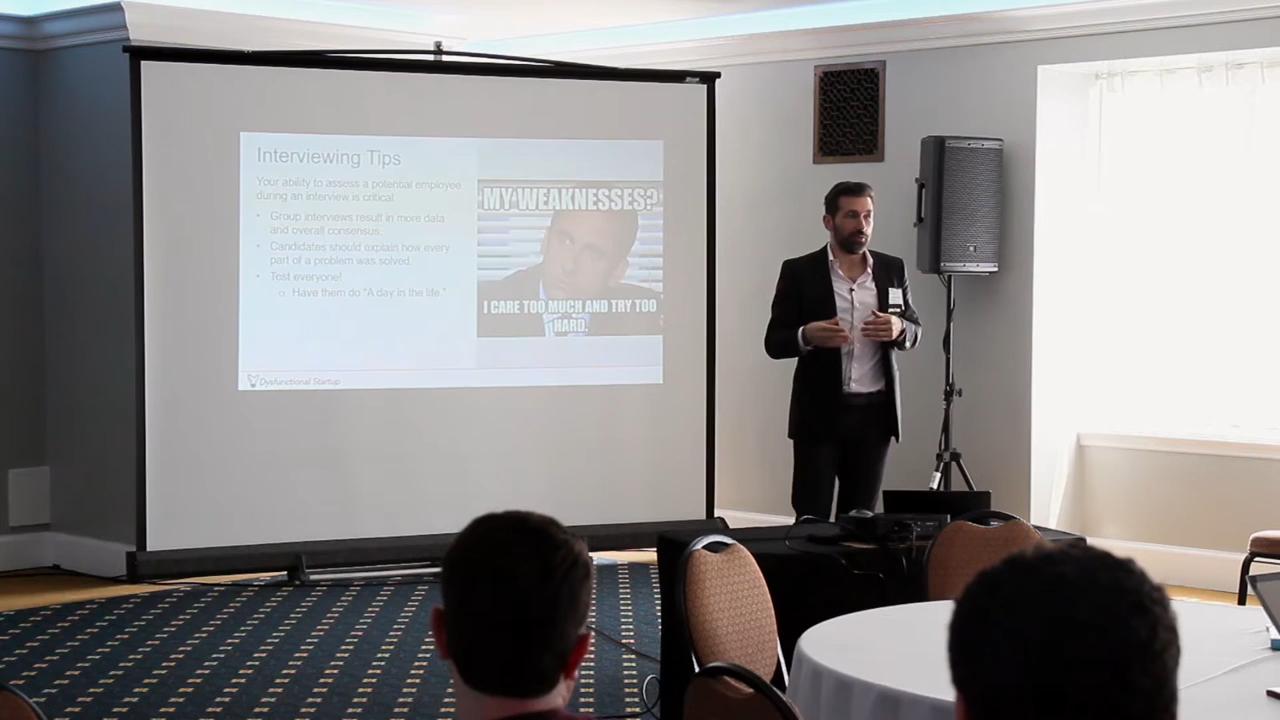 Interviewing Tips
Your ability to assess a potential employee
during an interview is critical
• Group interviews result in more data
and overall consensus.
• Candidates should explain how every
part of a problem was solved.
• Test everyone!
o Have them do "A day in the life."
MY WEAKNESSES?
I CARE TOO MUCH AND TRY TOO
HARD.
Dysfunctional Startup